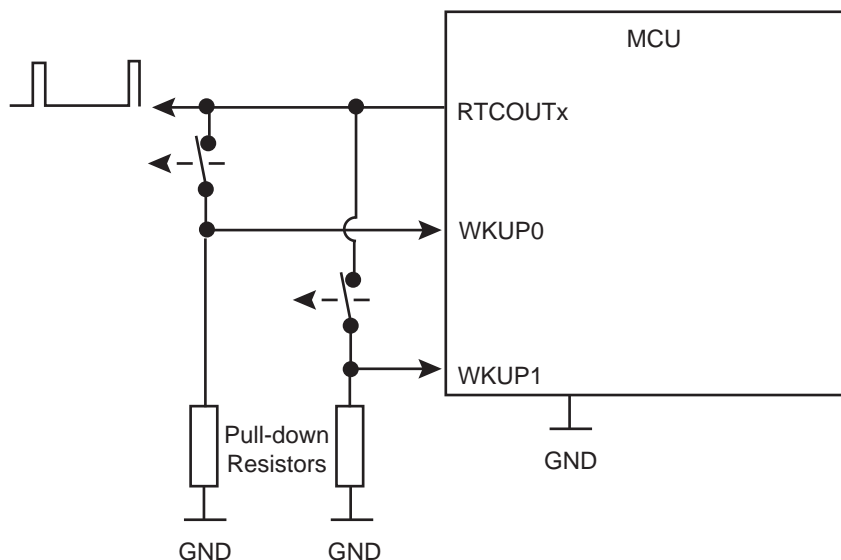 MCU
RTCOUTx
WKUP0
WKUP1
Pull-down
Resistors
GND
GND
GND